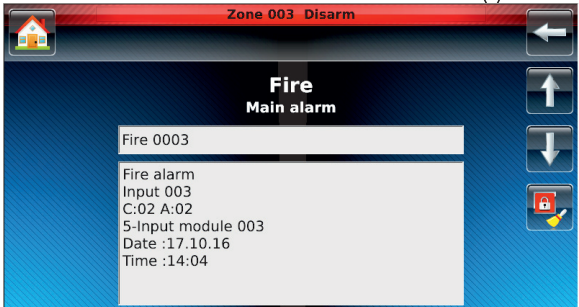 Zone 003 Disarm
Fire
Main alarm
Fire 0003
Fire alarm
Input 003
C:02 A:02
5-Input module 003
Date :17.10.16
Time :14:04